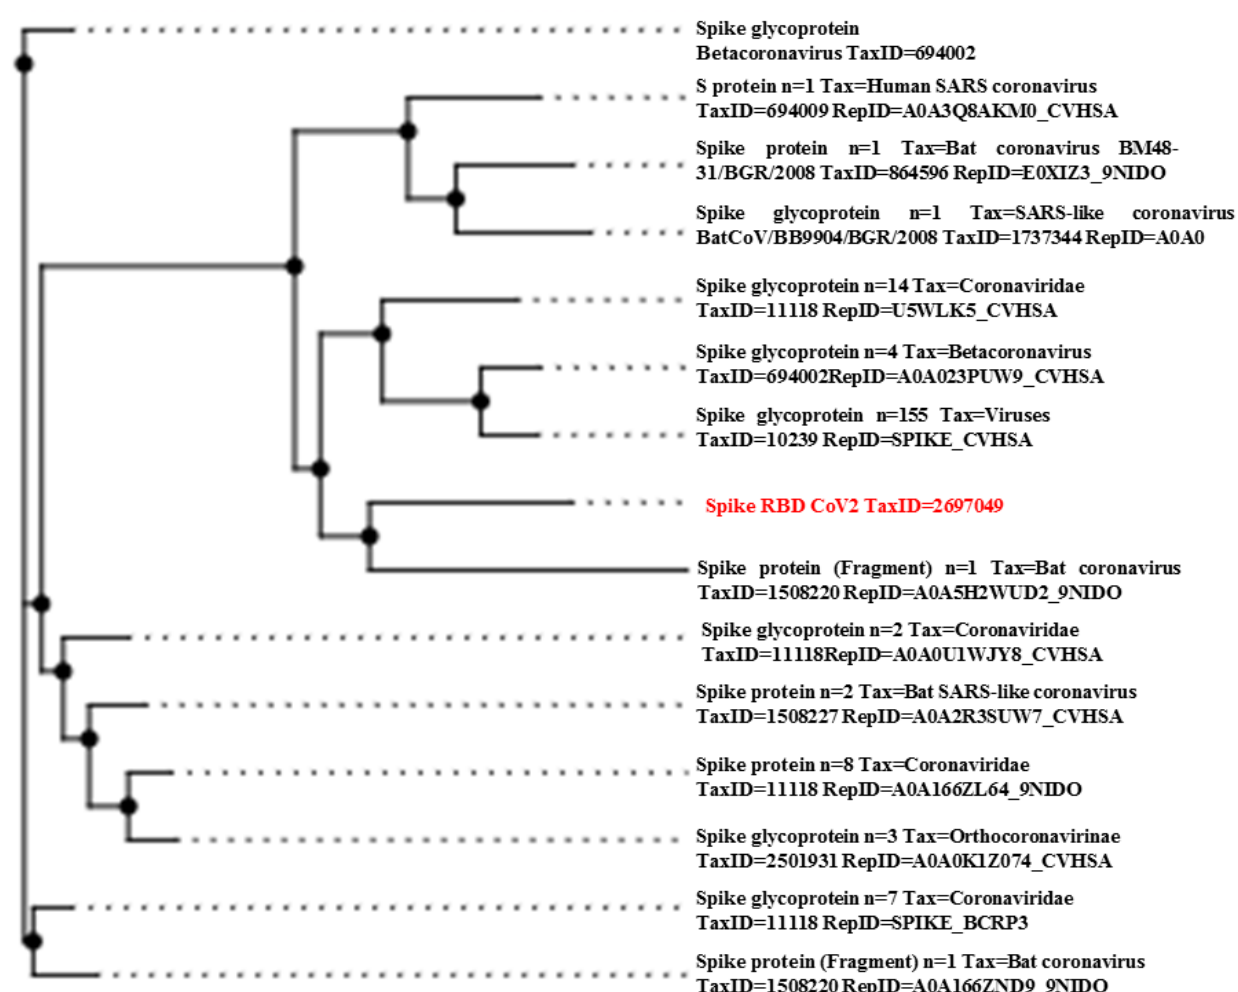 Spike glycoprotein
Betacoronavirus TaxID=694002
S protein n=1 Tax=Human SARS coronavirus
TaxID=694009 RepID=A0A3Q8AKM0_CVHSA
Spike protein n=1 Tax=Bat coronavirus BM48-
31/BGR/2008 TaxID=864596 RepID=E0XIZ3_9NIDO
Spike glycoprotein n=1 Tax=SARS-like coronavirus
BatCoV/BB9904/BGR/2008 TaxID=1737344 RepID=A0A0
Spike glycoprotein n=14 Tax=Coronaviridae
TaxID=11118 RepID=U5WLK5_CVHSA
Spike glycoprotein n=4 Tax=Betacoronavirus
TaxID=694002RepID=A0A023PUW9_CVHSA
Spike glycoprotein n=155 Tax=Viruses
TaxID=10239 RepID=SPIKE_CVHSA
Spike RBD CoV2 TaxID=2697049
Spike protein (Fragment) n=1 Tax=Bat coronavirus
TaxID=1508220 RepID=A0A5H2WUD2_9NIDO
Spike glycoprotein n=2 Tax=Coronaviridae
TaxID=11118RepID=A0A0U1WJY8_CVHSA
Spike protein n=2 Tax=Bat SARS-like coronavirus
TaxID=1508227 RepID=A0A2R3SUW7_CVHSA
Spike protein n=8 Tax=Coronaviridae
TaxID=11118 RepID=A0A166ZL64_9NIDO
Spike glycoprotein n=3 Tax=Orthocoronavirinae
TaxID=2501931 RepID=A0A0K1Z074_CVHSA
Spike glycoprotein n=7 Tax=Coronaviridae
TaxID=11118 RepID=SPIKE_BCRP3
Spike protein (Fragment) n=1 Tax=Bat coronavirus
TaxID=1508220 RepID=A0A166ZND9_9NIDO